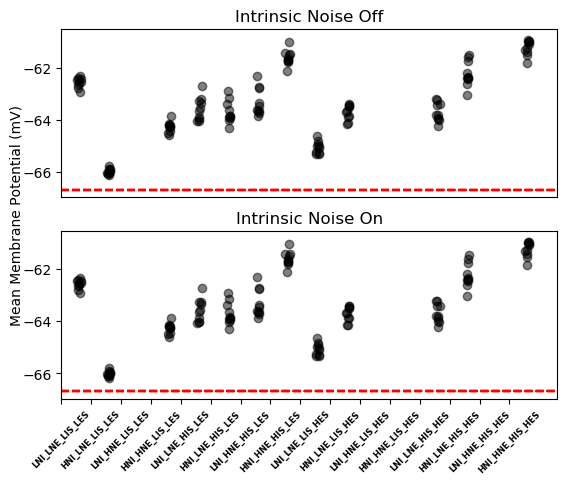 Intrinsic Noise Off
−62
−64
−66
Mean Membrane Potential (mV)
Intrinsic Noise On
−62
−64
−66
LNI_LNE_LIS_LES
HNI_LNE_LIS_LES
LNI_HNE_LIS_LES
HNI_HNE_LIS_LES
LNI_LNE_HIS_LES
HNI_LNE_HIS_LES
LNI_HNE_HIS_LES
HNI_HNE_HIS_LES
LNI_LNE_LIS_HES
HNI_LNE_LIS_HES
LNI_HNE_LIS_HES
HNI_HNE_LIS_HES
LNI_LNE_HIS_HES
HNI_LNE_HIS_HES
LNI_HNE_HIS_HES
HNI_HNE_HIS_HES